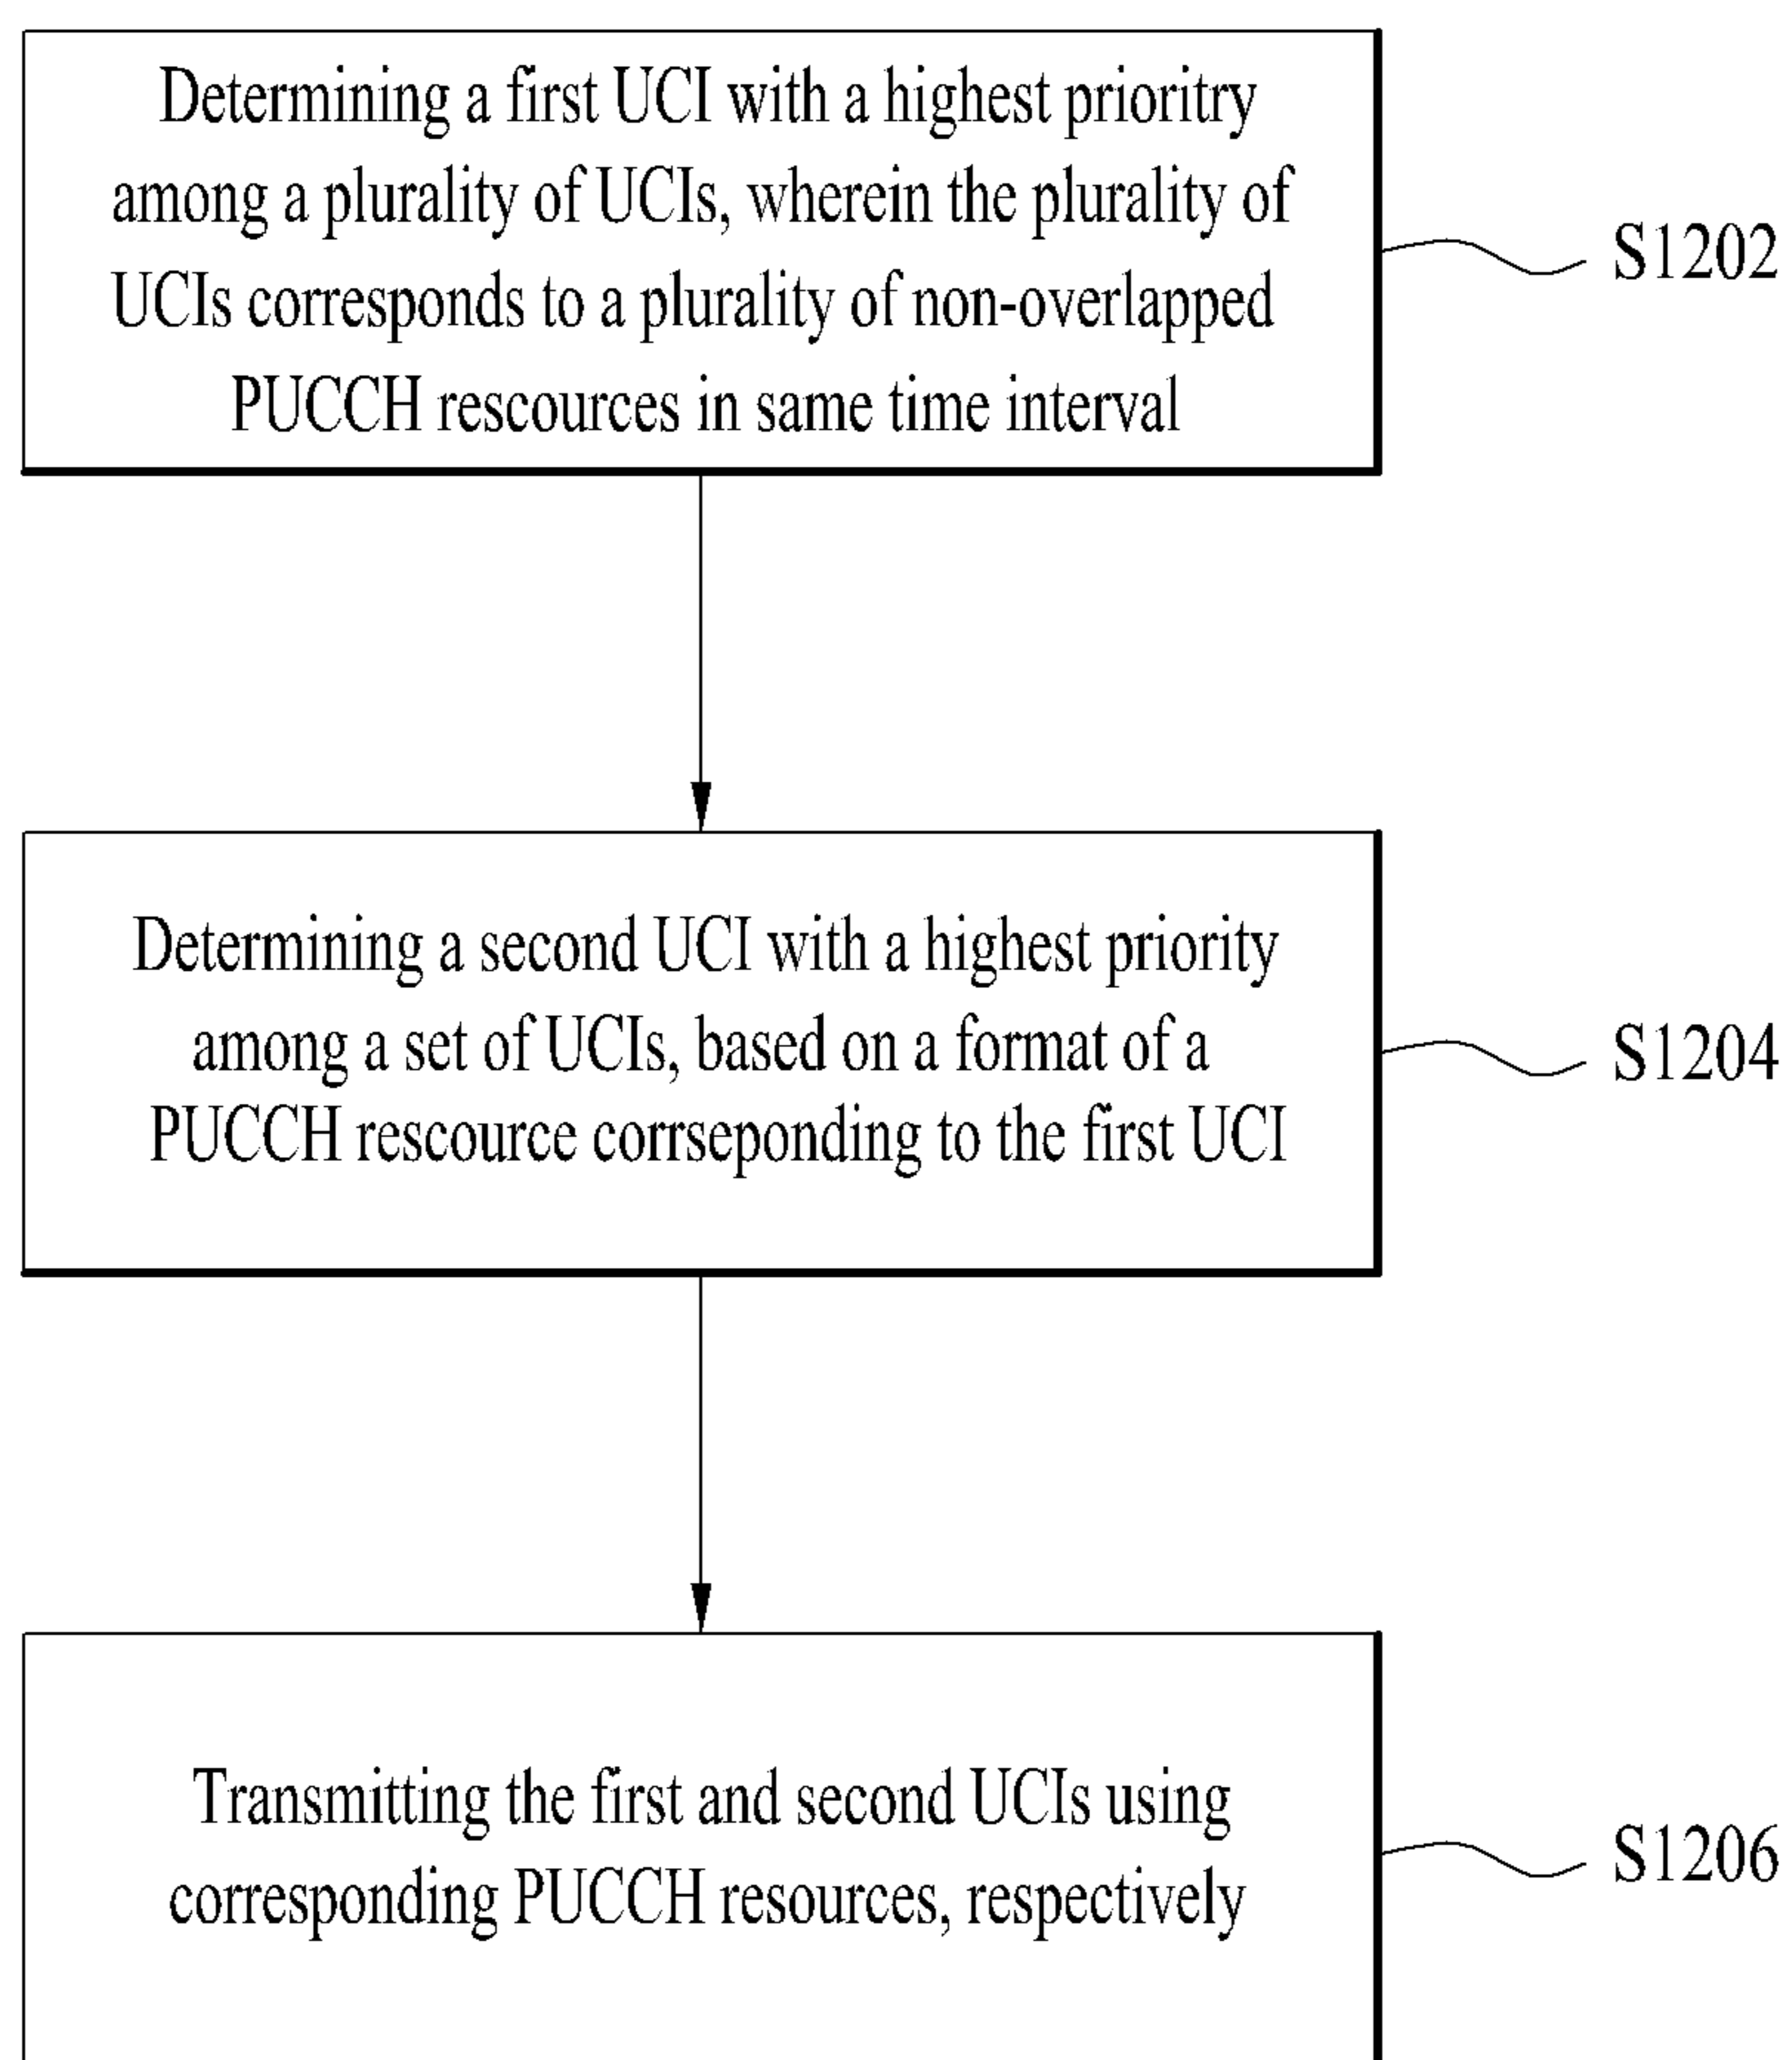 Determining a first UCI with a highest prioritry
among a plurality of UCIs, wherein the plurality of
UCIs corresponds to a plurality of non-overlapped
PUCCH rescources in same time interval
S1202
Determining a second UCI with a highest priority
among a set of UCIs, based on a format of a
PUCCH rescource corrseponding to the first UCI
S1204
Transmitting the first and second UCIs using
corresponding PUCCH resources, respectively
S1206